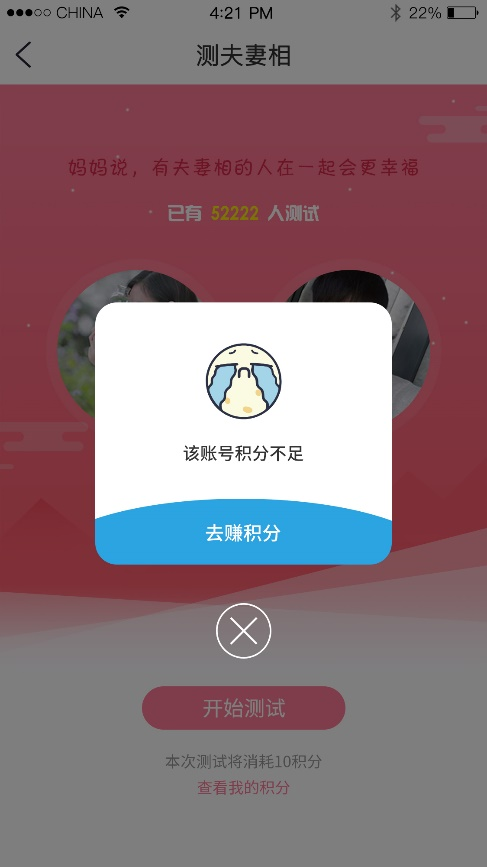 CHINA 4:21 PM 22%
测夫妻相
妈妈说，有夫妻相的人在一起会更幸福
已有 52222 人测试
该账号积分不足
去赚积分
开始测试
本次测试将消耗10积分
查看我的积分